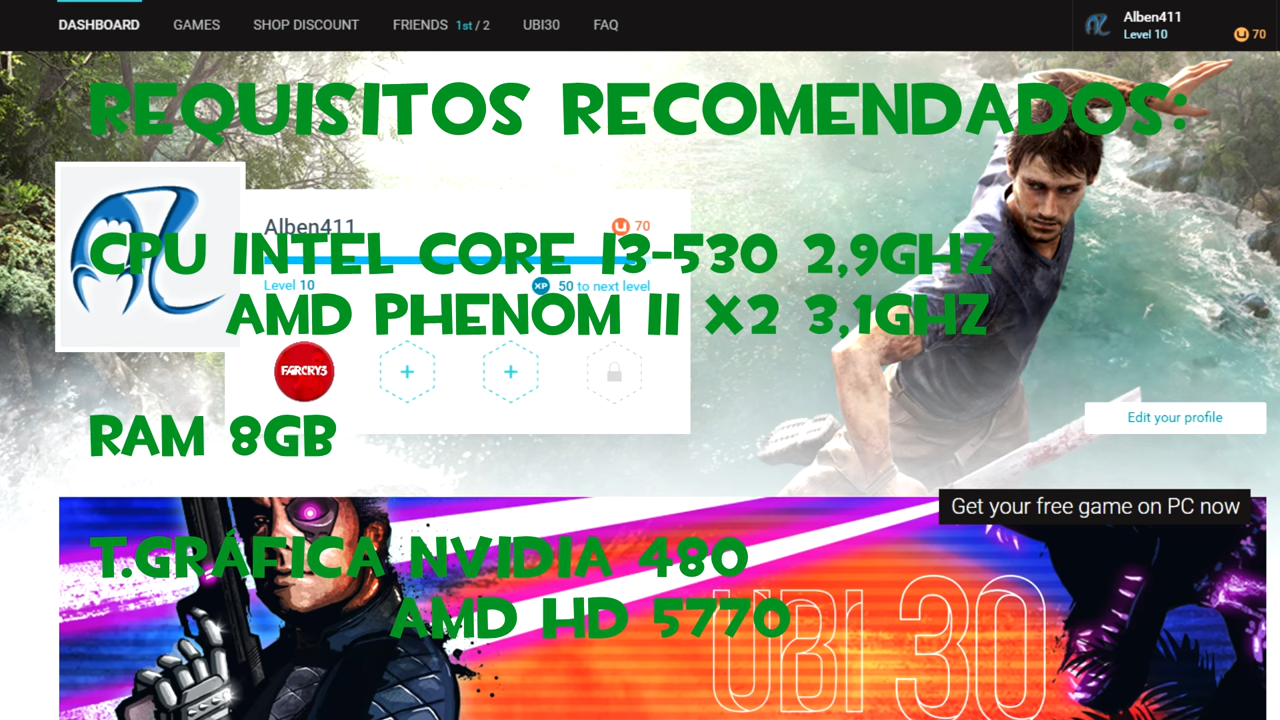 DASHBOARD GAMES SHOP DISCOUNT FRIENDS 1st / 2 UBI30 FAQ
Alben411
Level 10 70
REQUISITOS RECOMENDADOS:
Alben411 70
CPU INTEL CORE I3-530 2,9GHZ
Level 10 XP 50 to next level
AMD PHENOM II X2 3,1GHZ
FARCRY3 + +
Edit your profile
RAM 8GB
Get your free game on PC now
T.GRÁFICA NVIDIA 480
AMD HD 5770
UBI 30